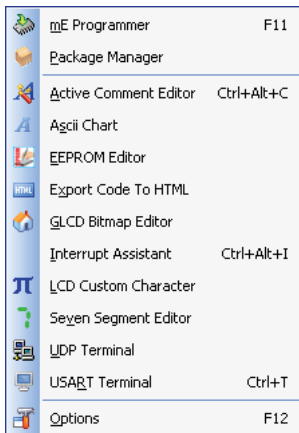 mE Programmer F11
Package Manager
Active Comment Editor Ctrl+Alt+C
Ascii Chart
EEPROM Editor
HTML Export Code To HTML
GLCD Bitmap Editor
Interrupt Assistant Ctrl+Alt+I
π LCD Custom Character
Seven Segment Editor
UDP Terminal
USART Terminal Ctrl+T
Options F12